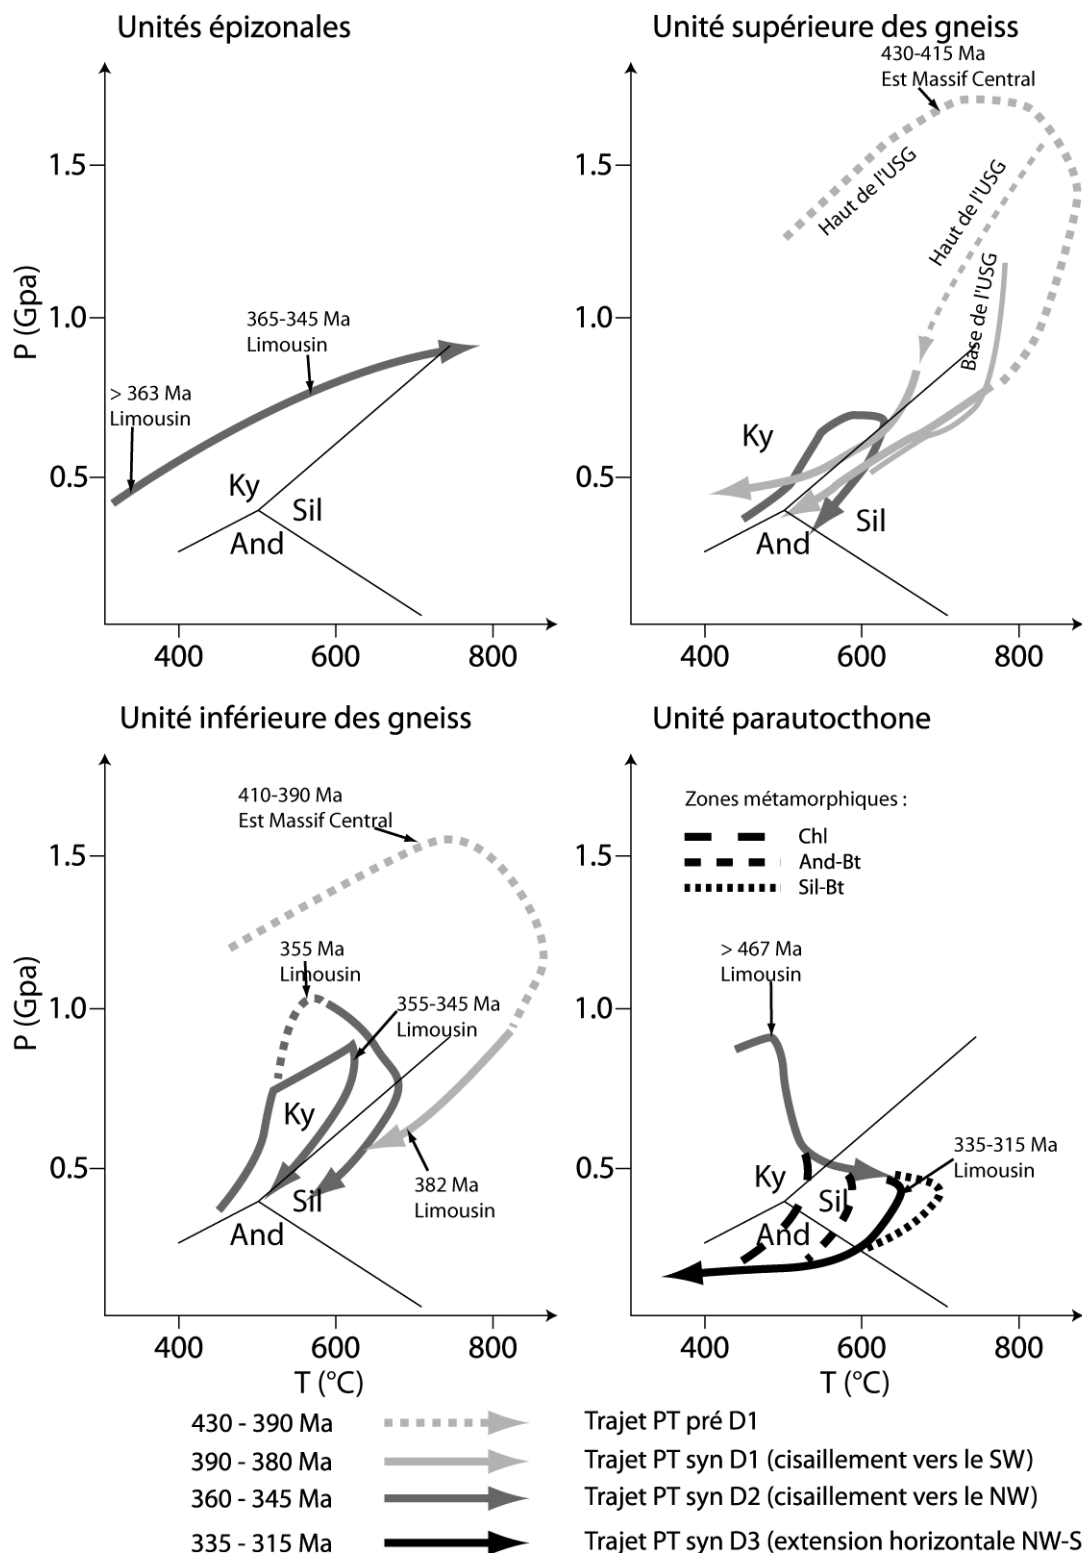 Unités épizonales
P (Gpa)
1.5
1.0
0.5
365-345 Ma
Limousin
> 363 Ma
Limousin
Ky
Sil
And
400
600
800
Unité supérieure des gneiss
430-415 Ma
Est Massif Central
1.5
1.0
0.5
Haut de l'USG
Haut de l'USG
Base de l'USG
Ky
Sil
And
400
600
800
Unité inférieure des gneiss
P (Gpa)
1.5
1.0
0.5
410-390 Ma
Est Massif Central
355 Ma
Limousin
355-345 Ma
Limousin
Ky
382 Ma
Limousin
Sil
And
400
600
800
T (°C)
Unité parautocthone
Zones métamorphiques :
Chl
And-Bt
Sil-Bt
1.5
1.0
0.5
> 467 Ma
Limousin
335-315 Ma
Limousin
Ky
Sil
And
400
600
800
T (°C)
430 - 390 Ma Trajet PT pré D1
390 - 380 Ma Trajet PT syn D1 (cisaillement vers le SW)
360 - 345 Ma Trajet PT syn D2 (cisaillement vers le NW)
335 - 315 Ma Trajet PT syn D3 (extension horizontale NW-S